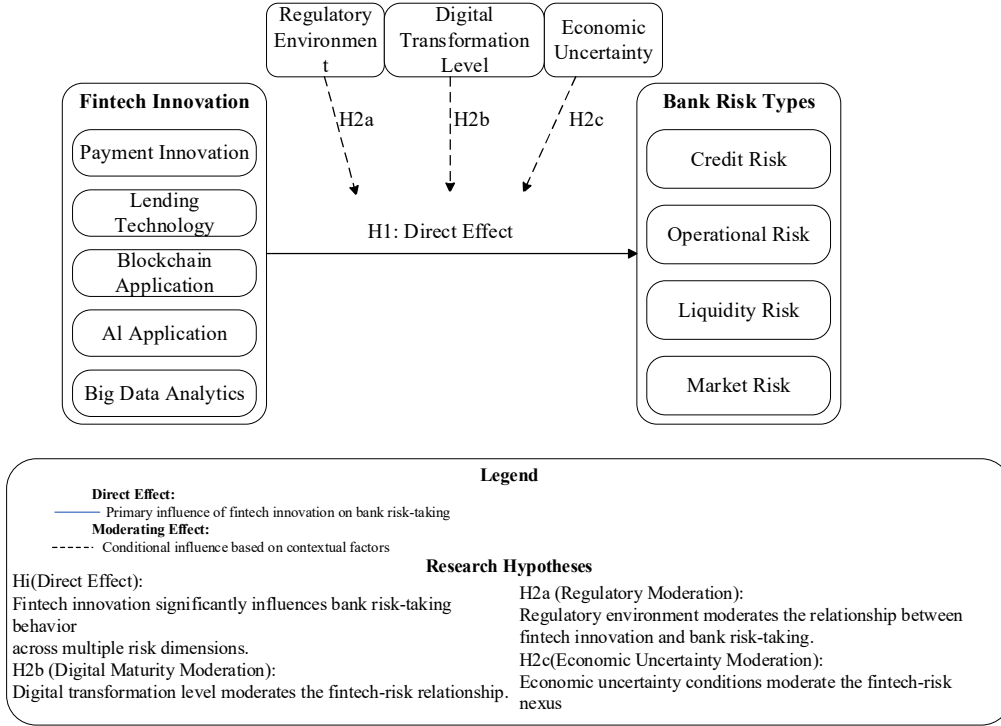 Regulatory
Environmen
t
Digital
Transformation
Level
Economic
Uncertainty
Fintech Innovation
Payment Innovation
Lending
Technology
Blockchain
Application
AI Application
Big Data Analytics
H2a
H2b
H2c
H1: Direct Effect
Bank Risk Types
Credit Risk
Operational Risk
Liquidity Risk
Market Risk
Legend
Direct Effect:
Primary influence of fintech innovation on bank risk-taking
Moderating Effect:
Conditional influence based on contextual factors
Research Hypotheses
Hi(Direct Effect):
Fintech innovation significantly influences bank risk-taking
behavior
across multiple risk dimensions.
H2b (Digital Maturity Moderation):
Digital transformation level moderates the fintech-risk relationship.
H2a (Regulatory Moderation):
Regulatory environment moderates the relationship between
fintech innovation and bank risk-taking.
H2c(Economic Uncertainty Moderation):
Economic uncertainty conditions moderate the fintech-risk
nexus